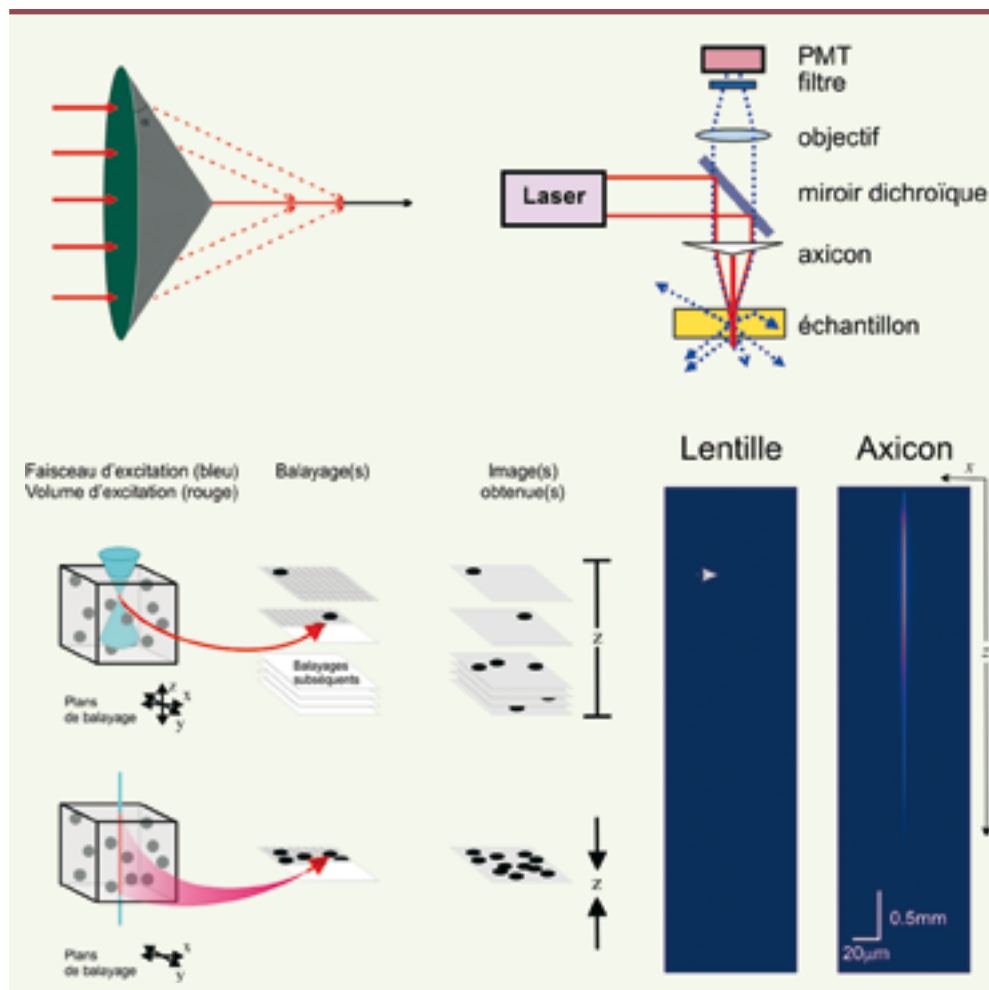 PMT
filtre
objectif
Laser
miroir dichroïque
axicon
échantillon
Lentille
Axicon
Faisceau d'excitation (bleu)
Volume d'excitation (rouge)
Balayage(s)
Image(s)
obtenue(s)
x
z
z
Balayages
subséquents
Plans
de balayage
z
x
y
z
0.5mm
20µm
Plans
de balayage
x
y